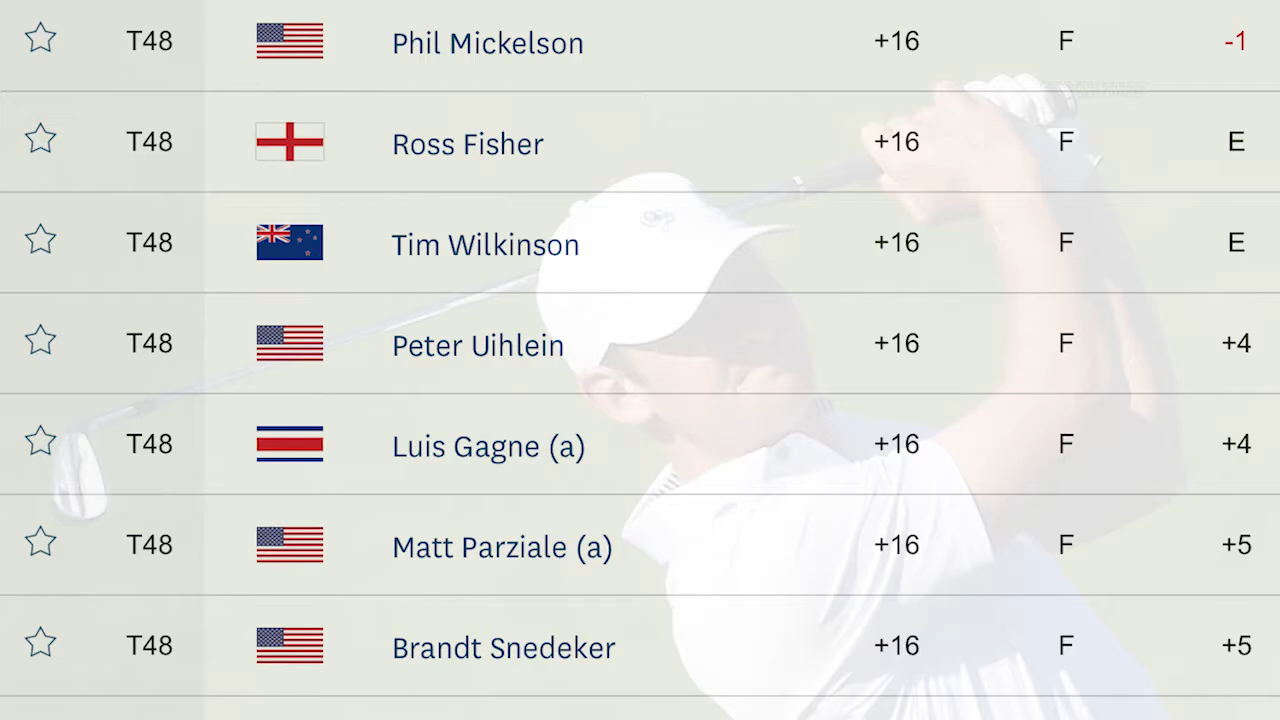 T48 Phil Mickelson +16 F -1
T48 Ross Fisher +16 F E
T48 Tim Wilkinson +16 F E
T48 Peter Uihlein +16 F +4
T48 Luis Gagne (a) +16 F +4
T48 Matt Parziale (a) +16 F +5
T48 Brandt Snedeker +16 F +5